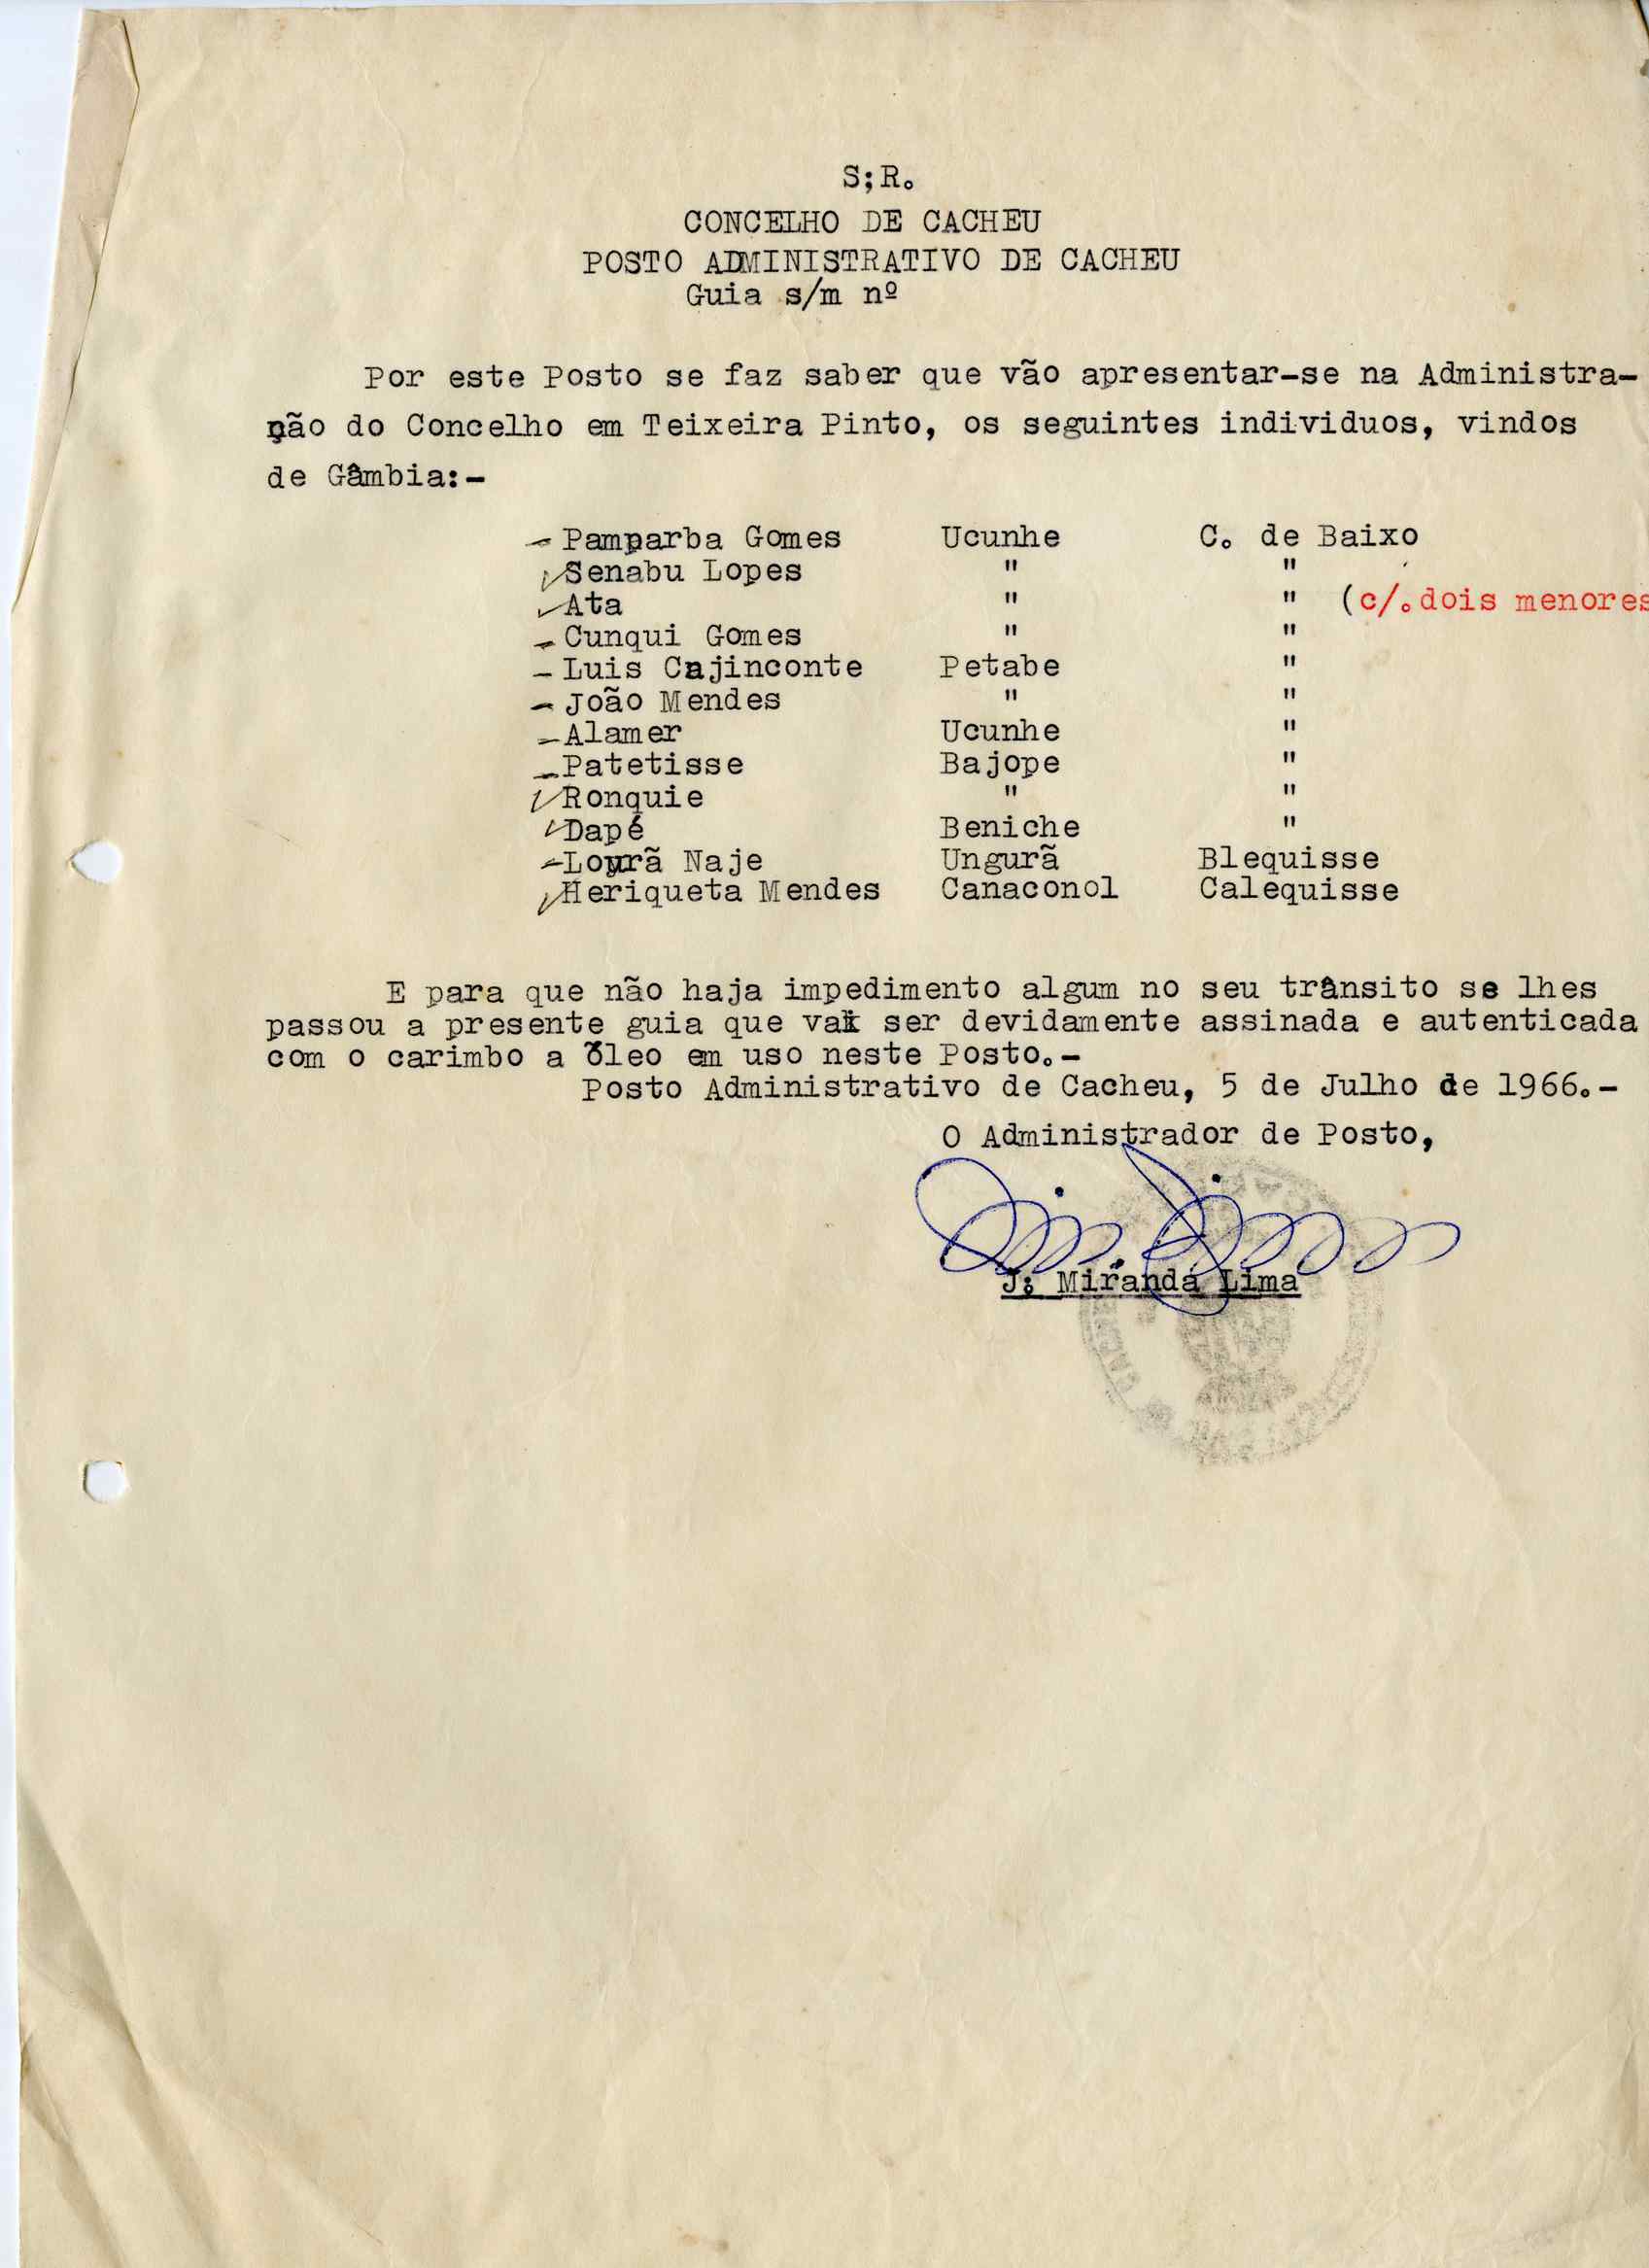 S;R.
CONCELHO DE CACHEU
POSTO ADMINISTRATIVO DE CACHEU
Guia s/m nº
Por este Posto se faz saber que vão apresentar-se na Administra-
ção do Concelho em Teixeira Pinto, os seguintes individuos, vindos
de Gâmbia:-
- Pamparba Gomes Ucunhe C. de Baixo
Senabu Lopes " "
Ata " " (c/.dois menores
- Cunqui Gomes " "
- Luis Cajinconte Petabe "
- João Mendes " "
- Alamer Ucunhe "
- Patetisse Bajope "
Ronquie " "
Dapé Beniche "
- Lourã Naje Ungurã Blequisse
Heriqueta Mendes Canaconol Calequisse
E para que não haja impedimento algum no seu trânsito se lhes
passou a presente guia que vai ser devidamente assinada e autenticada
com o carimbo a óleo em uso neste Posto.-
Posto Administrativo de Cacheu, 5 de Julho de 1966.-
O Administrador de Posto,
J; Miranda Lima